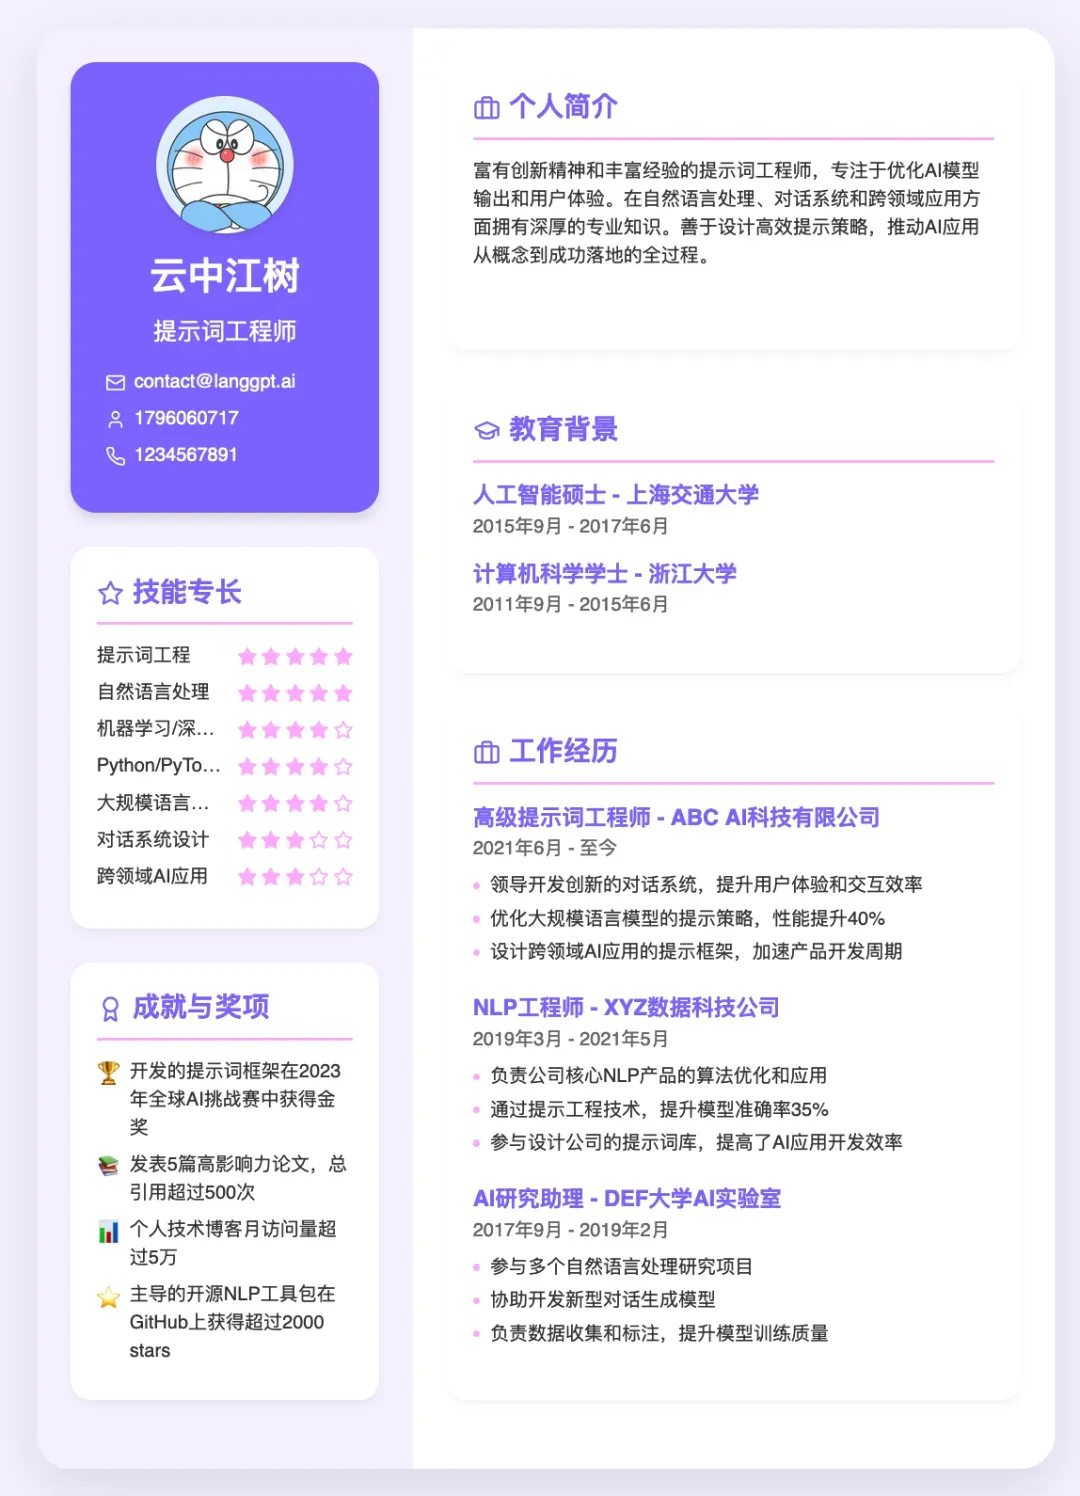 云中江树
提示词工程师
contact@langgpt.ai
1796060717
1234567891
技能专长
提示词工程
自然语言处理
机器学习/深...
Python/PyTo...
大规模语言...
对话系统设计
跨领域AI应用
成就与奖项
开发的提示词框架在2023
年全球AI挑战赛中获得金
奖
发表5篇高影响力论文，总
引用超过500次
个人技术博客月访问量超
过5万
主导的开源NLP工具包在
GitHub上获得超过2000
stars
个人简介
富有创新精神和丰富经验的提示词工程师，专注于优化AI模型
输出和用户体验。在自然语言处理、对话系统和跨领域应用方
面拥有深厚的专业知识。善于设计高效提示策略，推动AI应用
从概念到成功落地的全过程。
教育背景
人工智能硕士 - 上海交通大学
2015年9月 - 2017年6月
计算机科学学士 - 浙江大学
2011年9月 - 2015年6月
工作经历
高级提示词工程师 - ABC AI科技有限公司
2021年6月 - 至今
领导开发创新的对话系统，提升用户体验和交互效率
优化大规模语言模型的提示策略，性能提升40%
设计跨领域AI应用的提示框架，加速产品开发周期
NLP工程师 - XYZ数据科技公司
2019年3月 - 2021年5月
负责公司核心NLP产品的算法优化和应用
通过提示工程技术，提升模型准确率35%
参与设计公司的提示词库，提高了AI应用开发效率
AI研究助理 - DEF大学AI实验室
2017年9月 - 2019年2月
参与多个自然语言处理研究项目
协助开发新型对话生成模型
负责数据收集和标注，提升模型训练质量